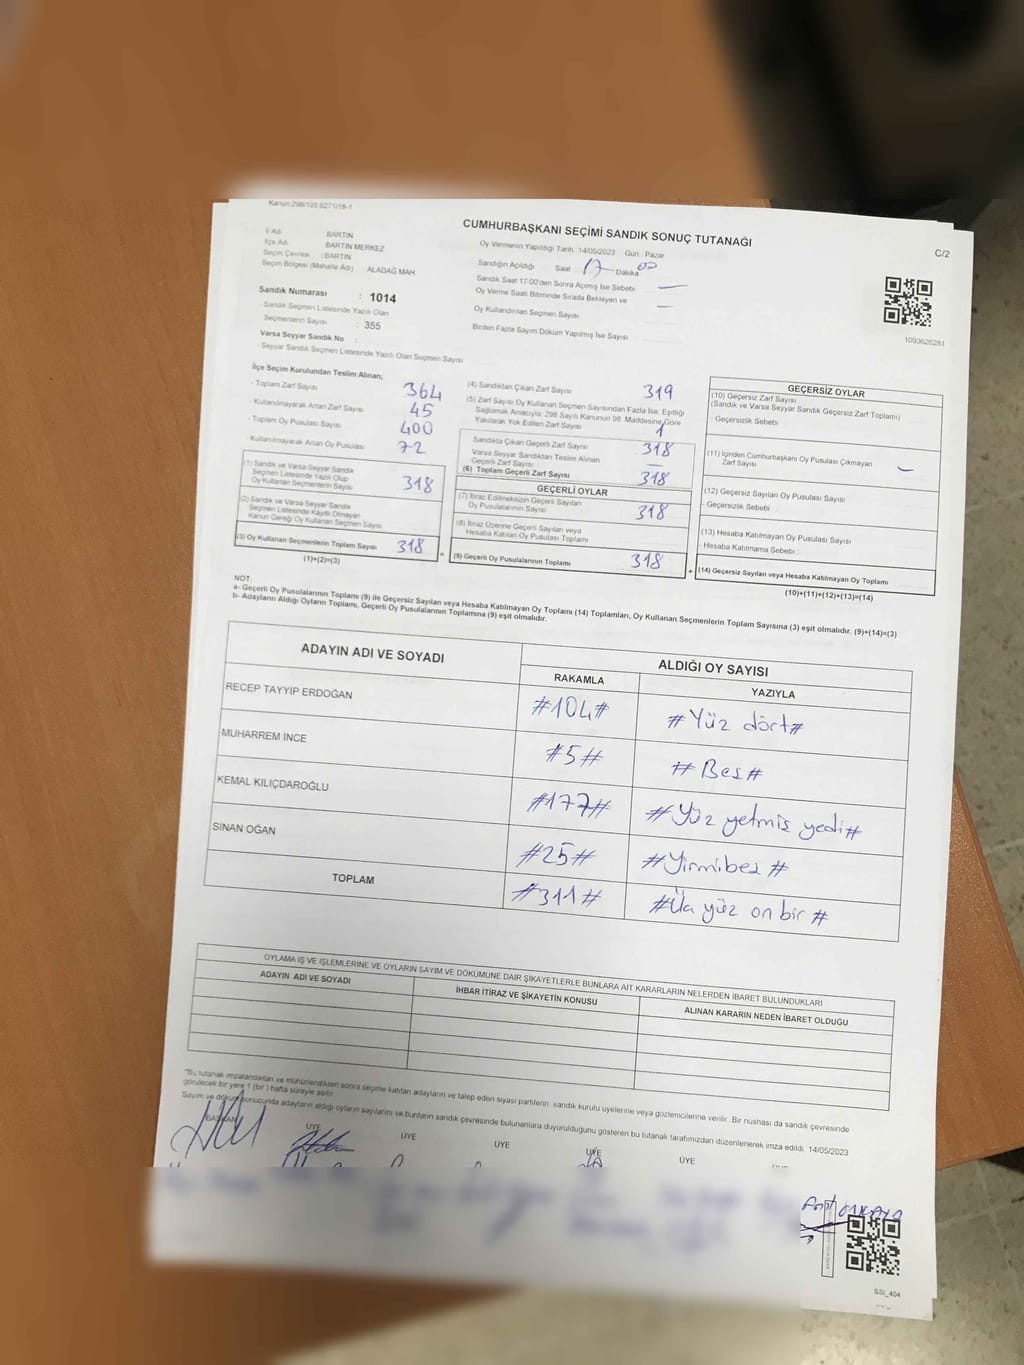 Kanun:298/105;6271/18-1
CUMHURBAŞKANI SEÇİMİ SANDIK SONUÇ TUTANAĞI
C/2
İl Adı : BARTIN
İlçe Adı : BARTIN MERKEZ
Seçim Çevresi : BARTIN
Seçim Bölgesi (Mahalle Adı) : ALADAĞ MAH
Sandık Numarası : 1014
- Sandık Seçmen Listesinde Yazılı Olan
Seçmenlerin Sayısı : 355
Varsa Seyyar Sandık No :
- Seyyar Sandık Seçmen Listesinde Yazılı Olan Seçmen Sayısı
Oy Vermenin Yapıldığı Tarih :14/05/2023 Gün : Pazar
Sandığın Açıldığı Saat 17 Dakika 00
Sandık Saat 17:00'den Sonra Açılmış İse Sebebi —
Oy Verme Saati Bitiminde Sırada Bekleyen ve —
Oy Kullandırılan Seçmen Sayısı
Birden Fazla Sayım Döküm Yapılmış İse Sayısı
1093626281
İlçe Seçim Kurulundan Teslim Alınan;
- Toplam Zarf Sayısı 364
- Kullanılmayarak Artan Zarf Sayısı 45
- Toplam Oy Pusulası Sayısı 400
- Kullanılmayarak Artan Oy Pusulası 72
(1) Sandık ve Varsa Seyyar Sandık
Seçmen Listesinde Yazılı Olup
Oy Kullanan Seçmenlerin Sayısı 318
(2) Sandık ve Varsa Seyyar Sandık
Seçmen Listesinde Kayıtlı Olmayan
Kanun Gereği Oy Kullanan Seçmen Sayısı
(3) Oy Kullanan Seçmenlerin Toplam Sayısı 318
(1)+(2)=(3)
=
(4) Sandıktan Çıkan Zarf Sayısı 319
(5) Zarf Sayısı Oy Kullanan Seçmen Sayısından Fazla İse, Eşitliği
Sağlamak Amacıyla; 298 Sayılı Kanunun 98. Maddesine Göre
Yakılarak Yok Edilen Zarf Sayısı 1
Sandıkta Çıkan Geçerli Zarf Sayısı 318
Varsa Seyyar Sandıktan Teslim Alınan
Geçerli Zarf Sayısı —
(6) Toplam Geçerli Zarf Sayısı 318
GEÇERLİ OYLAR
(7) İtiraz Edilmeksizin Geçerli Sayılan
Oy Pusulalarının Sayısı 318
(8) İtiraz Üzerine Geçerli Sayılan veya
Hesaba Katılan Oy Pusulası Toplamı
(9) Geçerli Oy Pusulalarının Toplamı 318
+
GEÇERSİZ OYLAR
(10) Geçersiz Zarf Sayısı
(Sandık ve Varsa Seyyar Sandık Geçersiz Zarf Toplamı)
- Geçersizlik Sebebi :
(11) İçinden Cumhurbaşkanı Oy Pusulası Çıkmayan
Zarf Sayısı —
(12) Geçersiz Sayılan Oy Pusulası Sayısı
- Geçersizlik Sebebi :
(13) Hesaba Katılmayan Oy Pusulası Sayısı
- Hesaba Katılmama Sebebi :
(14) Geçersiz Sayılan veya Hesaba Katılmayan Oy Toplamı
(10)+(11)+(12)+(13)=(14)
NOT:
a- Geçerli Oy Pusulalarının Toplamı (9) ile Geçersiz Sayılan veya Hesaba Katılmayan Oy Toplamı (14) Toplamları, Oy Kullanan Seçmenlerin Toplam Sayısına (3) eşit olmalıdır. (9)+(14)=(3)
b- Adayların Aldığı Oyların Toplamı, Geçerli Oy Pusulalarının Toplamına (9) eşit olmalıdır.
ADAYIN ADI VE SOYADI ALDIĞI OY SAYISI
RAKAMLA YAZIYLA
RECEP TAYYİP ERDOĞAN #104# #Yüz dört#
MUHARREM İNCE #5# #Bes#
KEMAL KILIÇDAROĞLU #177# #Yüz yetmiş yedi#
SİNAN OĞAN #25# #Yirmibeş#
TOPLAM #311# #Üç yüz on bir#
OYLAMA İŞ VE İŞLEMLERİNE VE OYLARIN SAYIM VE DÖKÜMÜNE DAİR ŞİKAYETLERLE BUNLARA AİT KARARLARIN NELERDEN İBARET BULUNDUKLARI
ADAYIN ADI VE SOYADI İHBAR İTİRAZ VE ŞİKAYETİN KONUSU ALINAN KARARIN NEDEN İBARET OLDUĞU
*Bu tutanak imzalandıktan ve mühürlendikten sonra seçime katılan adayların ve talep eden siyasi partilerin sandık kurulu üyelerine veya gözlemcilerine verilir. Bir nushası da sandık çevresinde
görülecek bir yere 1 (bir ) hafta süreyle asılır.
Sayım ve döküm sonucunda adayların aldığı oyların sayılarını ve bunların sandık çevresinde bulunanlara duyurulduğunu gösteren bu tutanak tarafımızdan düzenlenerek imza edildi. 14/05/2023
BAŞKAN ÜYE ÜYE ÜYE ÜYE ÜYE
SSI_404